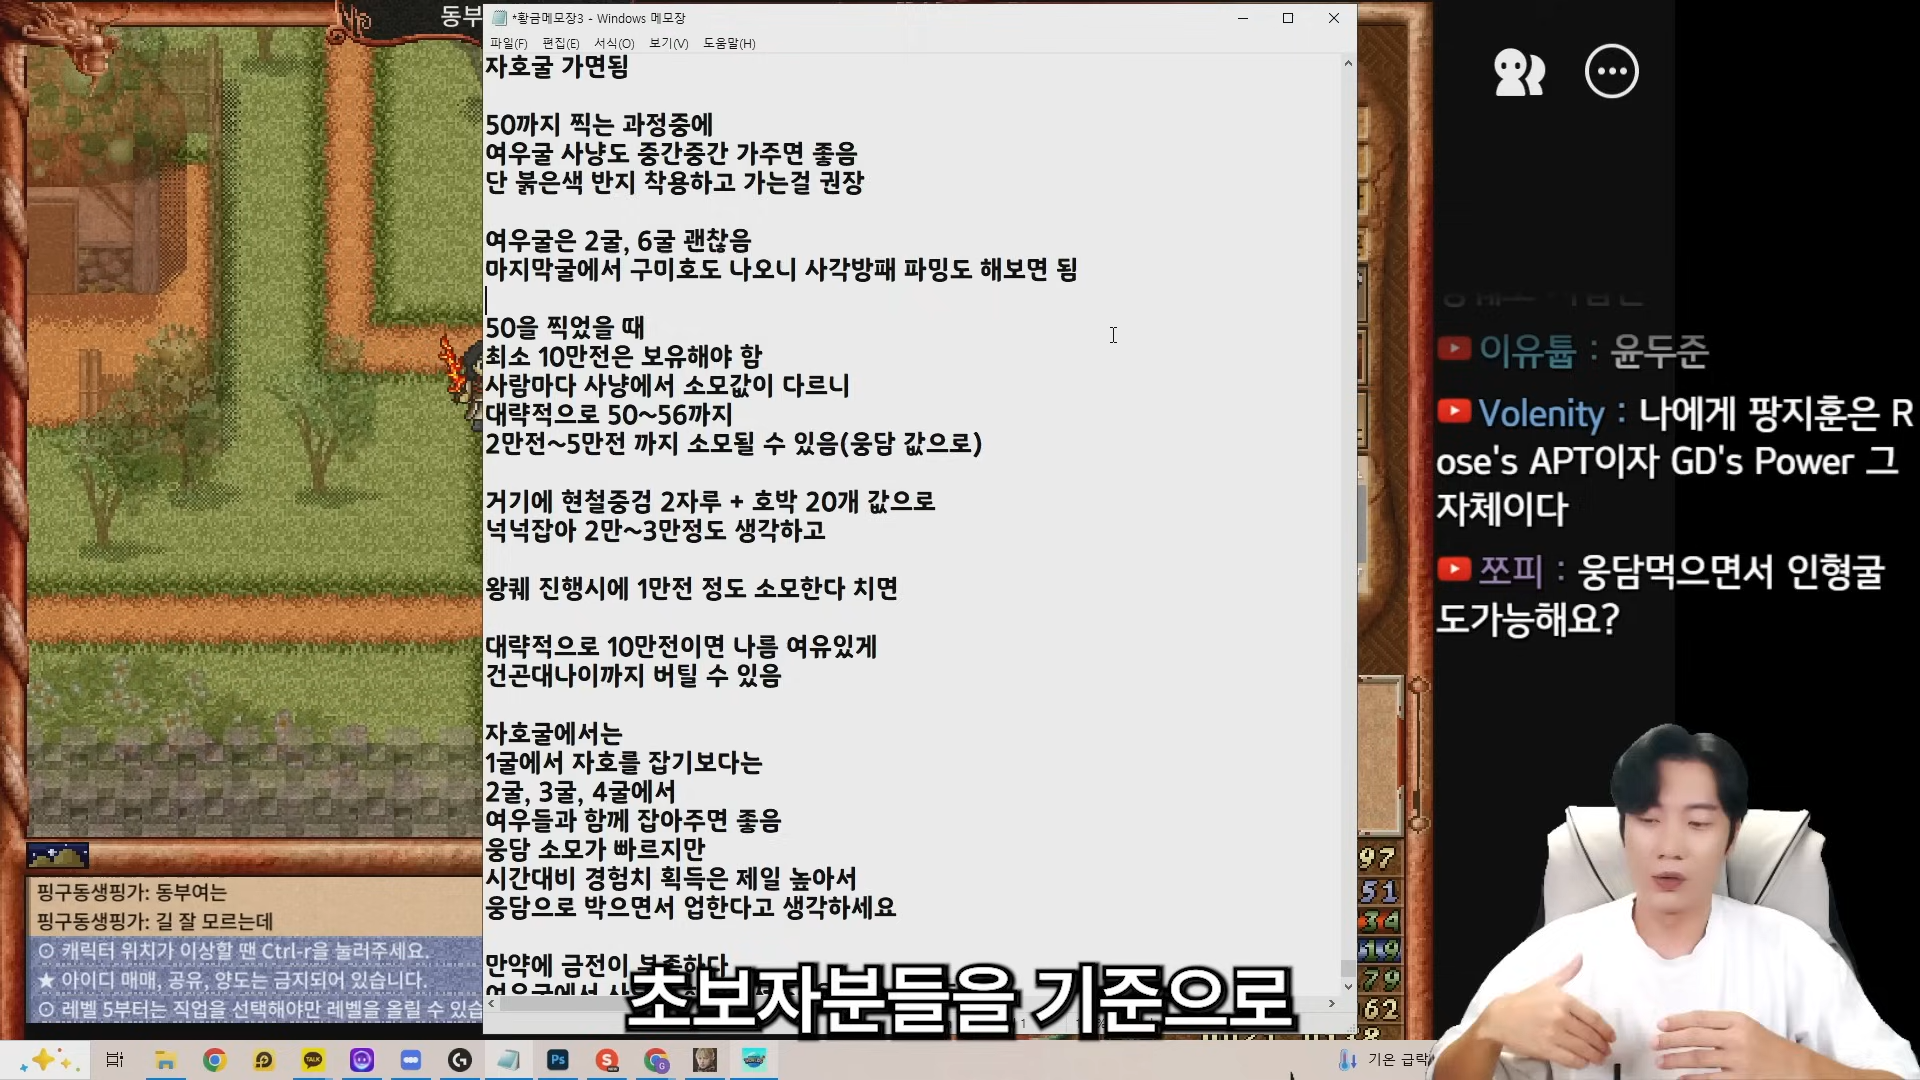 동부
*황금메모장3 - Windows 메모장
파일(F) 편집(E) 서식(O) 보기(V) 도움말(H)
자호굴 가면됨
50까지 찍는 과정중에
여우굴 사냥도 중간중간 가주면 좋음
단 붉은색 반지 착용하고 가는걸 권장
여우굴은 2굴, 6굴 괜찮음
마지막굴에서 구미호도 나오니 사각방패 파밍도 해보면 됨
50을 찍었을 때
최소 10만전은 보유해야 함
사람마다 사냥에서 소모값이 다르니
대략적으로 50~56까지
2만전~5만전 까지 소모될 수 있음(웅담 값으로)
거기에 현철중검 2자루 + 호박 20개 값으로
넉넉잡아 2만~3만정도 생각하고
왕퀘 진행시에 1만전 정도 소모한다 치면
대략적으로 10만전이면 나름 여유있게
건곤대나이까지 버틸 수 있음
자호굴에서는
1굴에서 자호를 잡기보다는
2굴, 3굴, 4굴에서
여우들과 함께 잡아주면 좋음
웅담 소모가 빠르지만
시간대비 경험치 획득은 제일 높아서
웅담으로 박으면서 업한다고 생각하세요
만약에 금전이 부족하다
여우굴에서
초보자분들을 기준으로
이유튭 : 윤두준
Volenity : 나에게 팡지훈은 R
ose's APT이자 GD's Power 그
자체이다
쪼피 : 웅담먹으면서 인형굴
도가능해요?
핑구동생핑가: 동부여는
핑구동생핑가: 길 잘 모르는데
⊙ 캐릭터 위치가 이상할 땐 Ctrl-r을 눌러주세요.
★ 아이디 매매, 공유, 양도는 금지되어 있습니다.
⊙ 레벨 5부터는 직업을 선택해야만 레벨을 올릴 수 있습
97
51
34
19
79
62
TALK
Ps
기온 급락